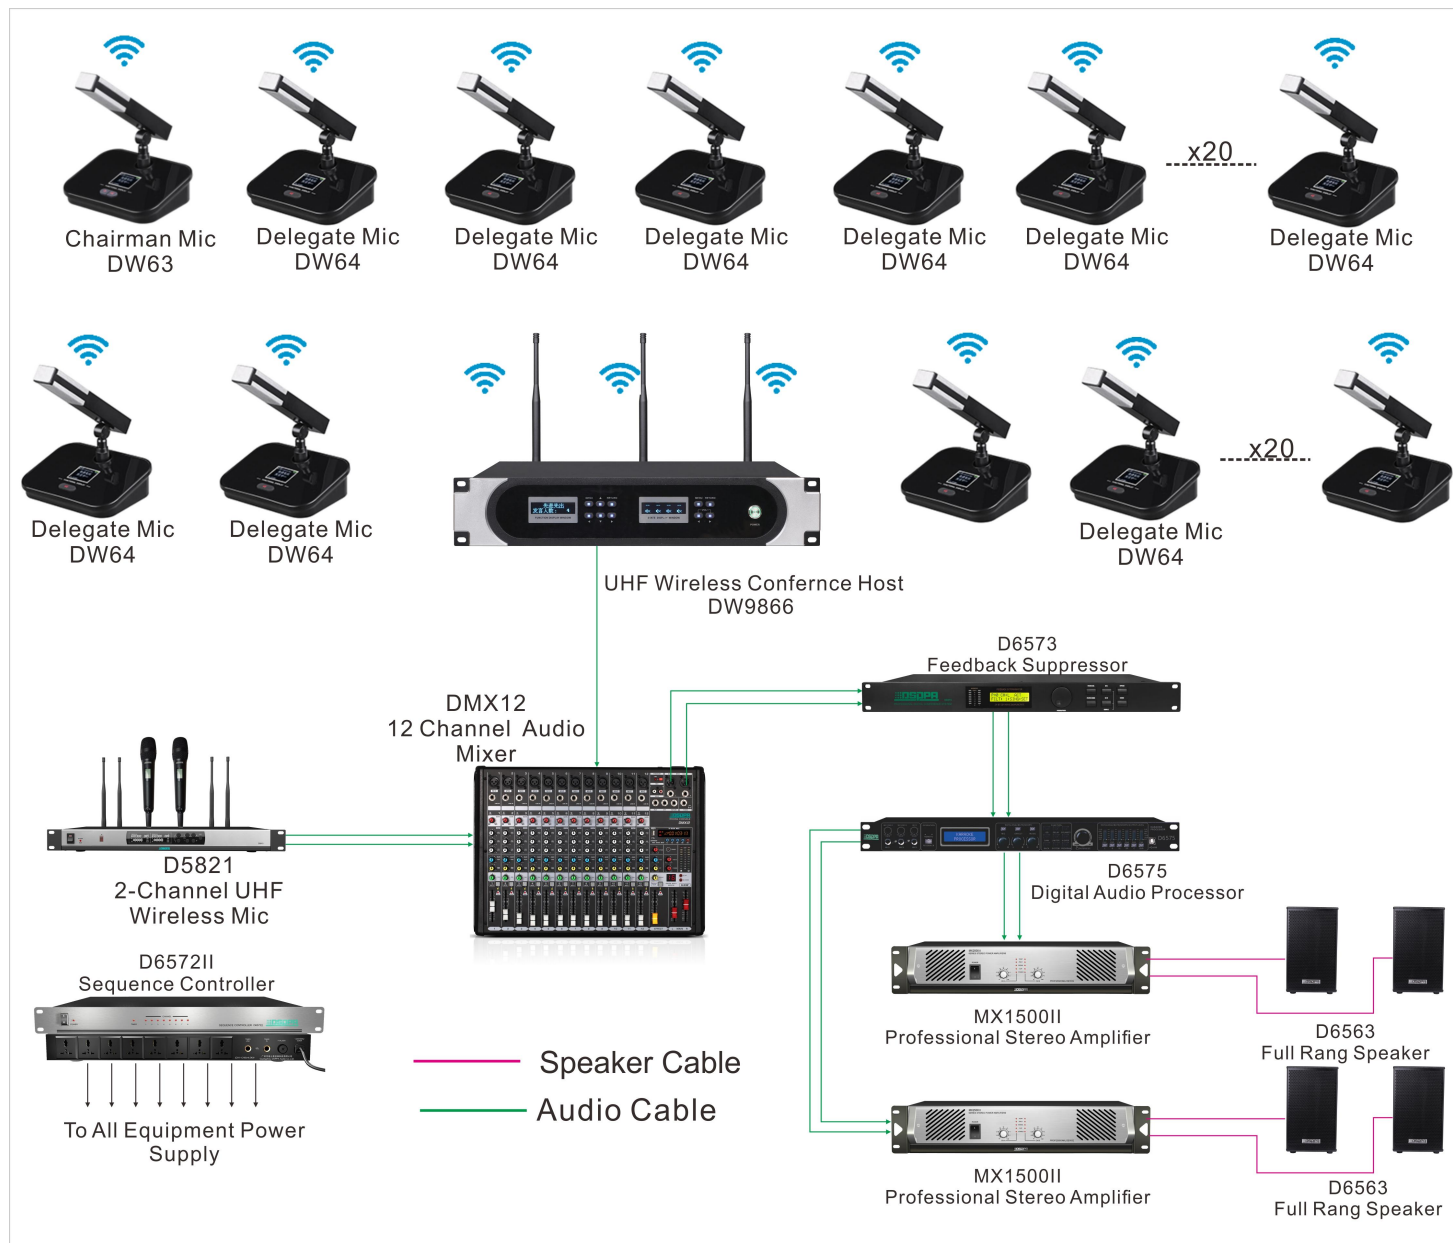 x20
Chairman Mic
DW63
Delegate Mic
DW64
Delegate Mic
DW64
Delegate Mic
DW64
Delegate Mic
DW64
Delegate Mic
DW64
Delegate Mic
DW64
x20
Delegate Mic
DW64
Delegate Mic
DW64
Delegate Mic
DW64
UHF Wireless Confernce Host
DW9866
D6573
Feedback Suppressor
DSPPA
DMX12
12 Channel Audio
Mixer
D5821
2-Channel UHF
Wireless Mic
D6575
Digital Audio Processor
D6572II
Sequence Controller
To All Equipment Power
Supply
Speaker Cable
Audio Cable
MX1500II
Professional Stereo Amplifier
D6563
Full Rang Speaker
MX1500II
Professional Stereo Amplifier
D6563
Full Rang Speaker